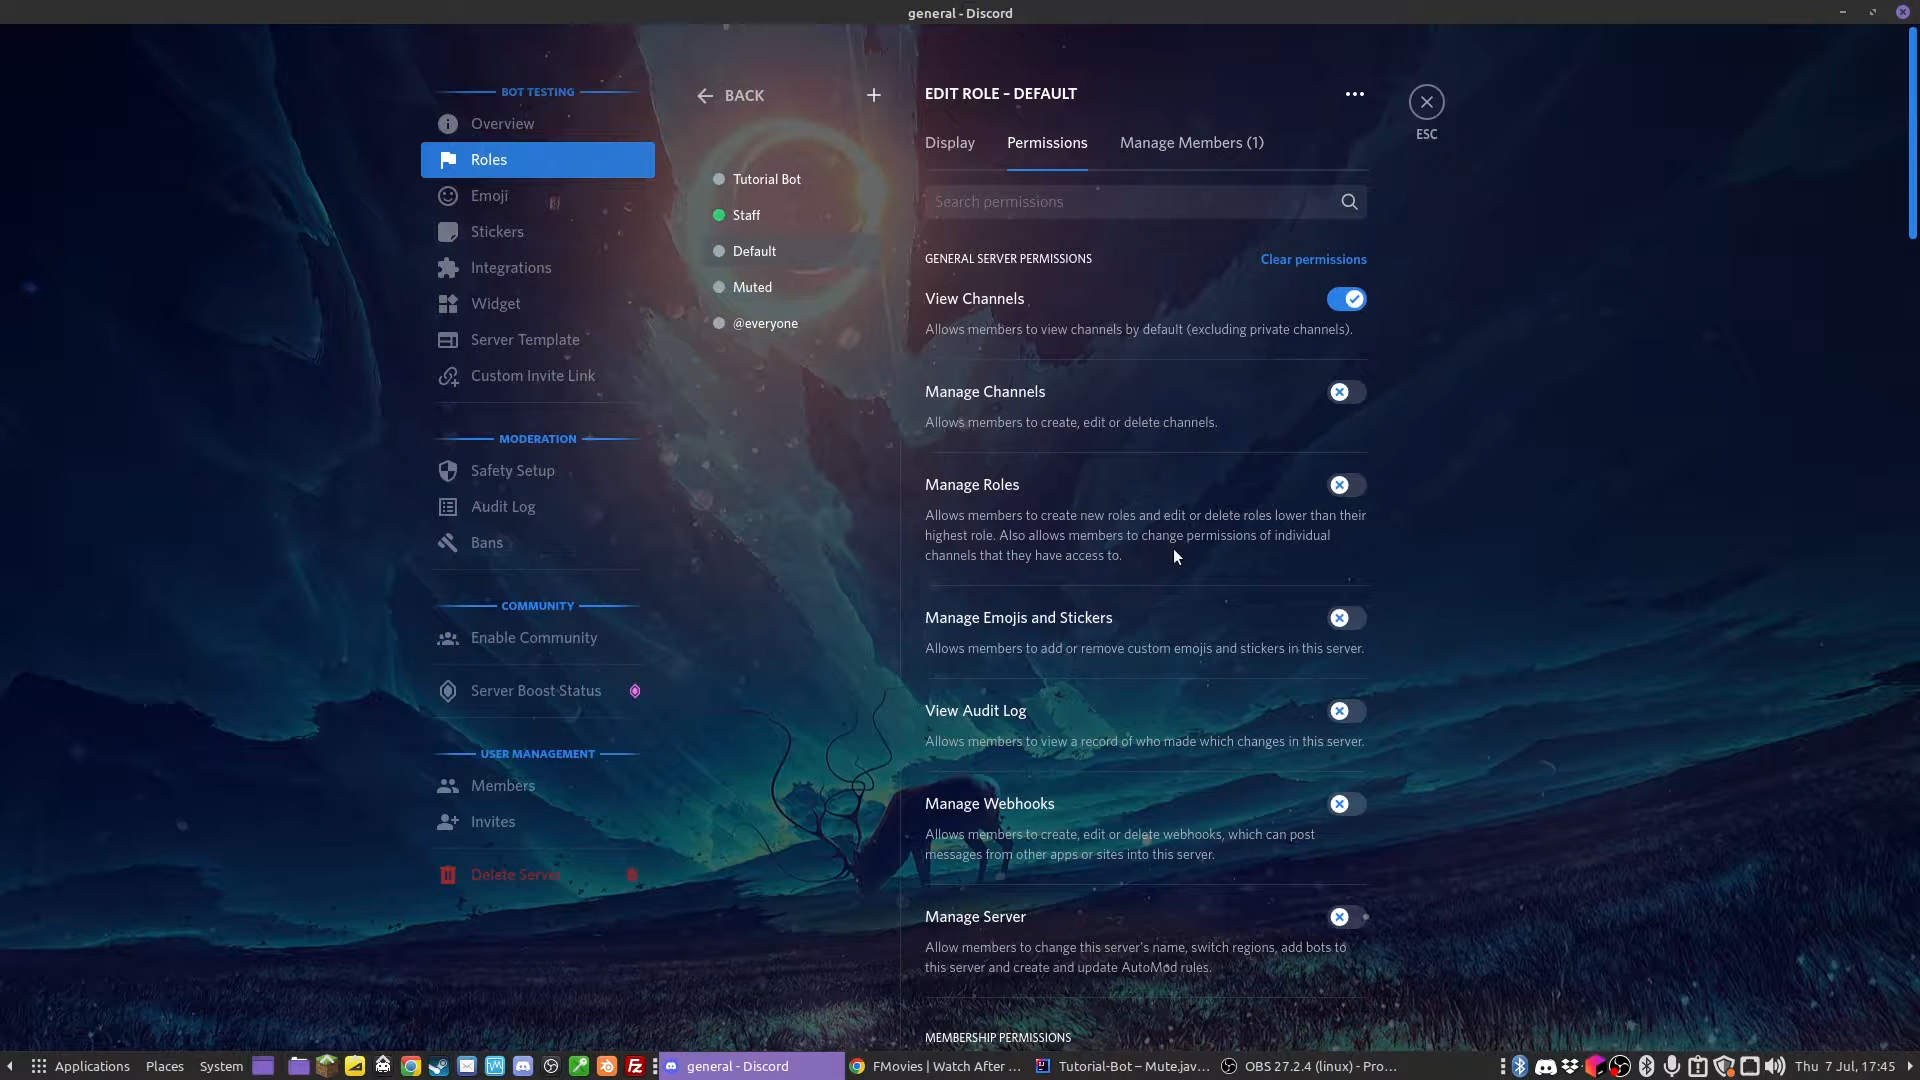 general - Discord
BOT TESTING
Overview
Roles
Emoji
Stickers
Integrations
Widget
Server Template
Custom Invite Link
MODERATION
Safety Setup
Audit Log
Bans
COMMUNITY
Enable Community
Server Boost Status
USER MANAGEMENT
Members
Invites
Delete Server
BACK
Tutorial Bot
Staff
Default
Muted
@everyone
EDIT ROLE – DEFAULT
ESC
Display
Permissions
Manage Members (1)
Search permissions
GENERAL SERVER PERMISSIONS
Clear permissions
View Channels
Allows members to view channels by default (excluding private channels).
Manage Channels
Allows members to create, edit or delete channels.
Manage Roles
Allows members to create new roles and edit or delete roles lower than their
highest role. Also allows members to change permissions of individual
channels that they have access to.
Manage Emojis and Stickers
Allows members to add or remove custom emojis and stickers in this server.
View Audit Log
Allows members to view a record of who made which changes in this server.
Manage Webhooks
Allows members to create, edit or delete webhooks, which can post
messages from other apps or sites into this server.
Manage Server
Allow members to change this server's name, switch regions, add bots to
this server and create and update AutoMod rules.
MEMBERSHIP PERMISSIONS
Applications
Places
System
general - Discord
FMovies | Watch After ...
Tutorial-Bot – Mute.jav...
OBS 27.2.4 (linux) - Pro...
Thu 7 Jul, 17:45